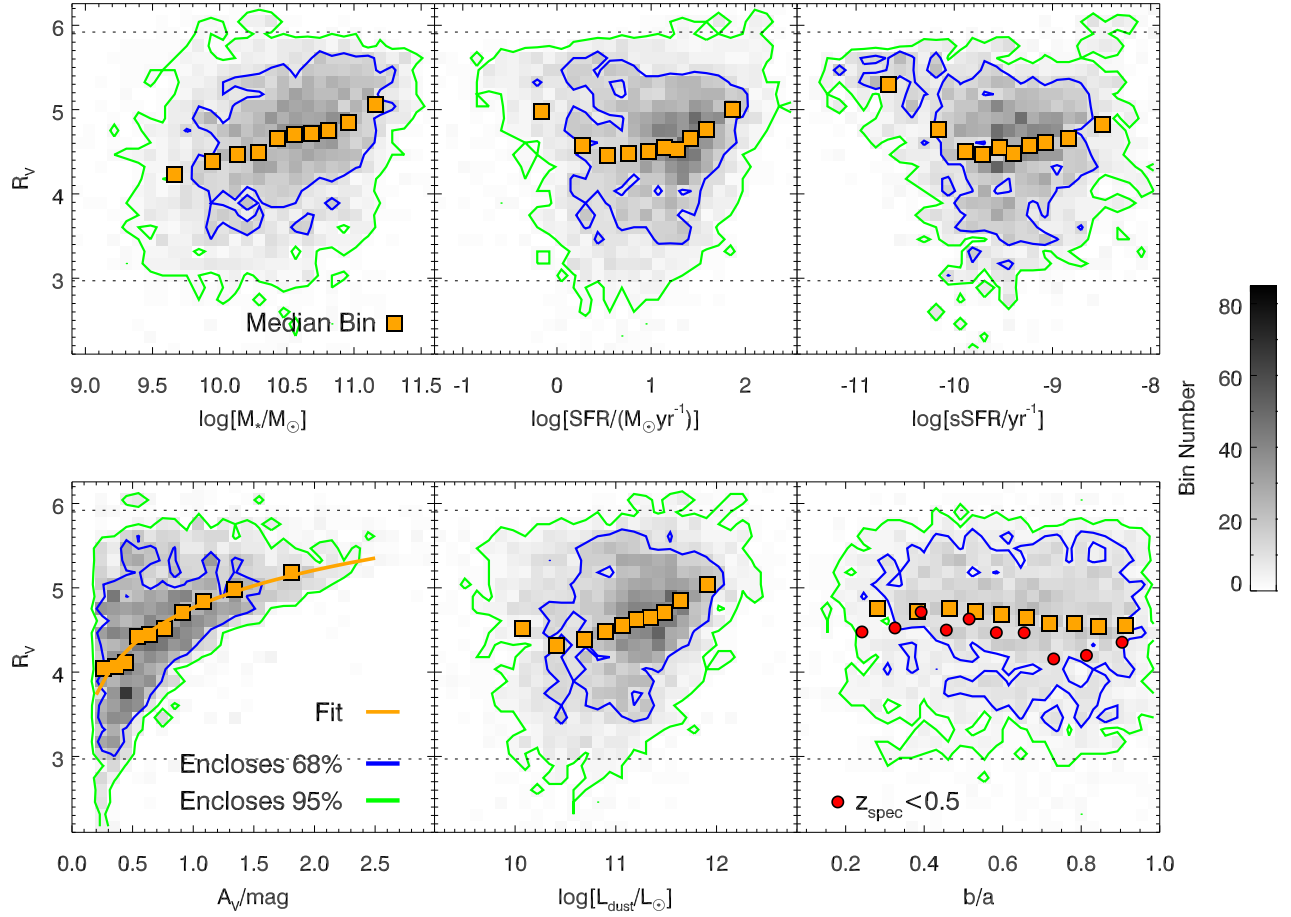 6
5
4
3
R_V
Median Bin
9.0 9.5 10.0 10.5 11.0 11.5
-1 0 1 2
-11 -10 -9 -8
log[M_*/M_☉]
log[SFR/(M_☉yr^-1)]
log[sSFR/yr^-1]
80
60
40
20
0
Bin Number
6
5
4
3
R_V
Fit
Encloses 68%
Encloses 95%
z_spec<0.5
0.0 0.5 1.0 1.5 2.0 2.5
10 11 12
0.2 0.4 0.6 0.8 1.0
A_V/mag
log[L_dust/L_☉]
b/a